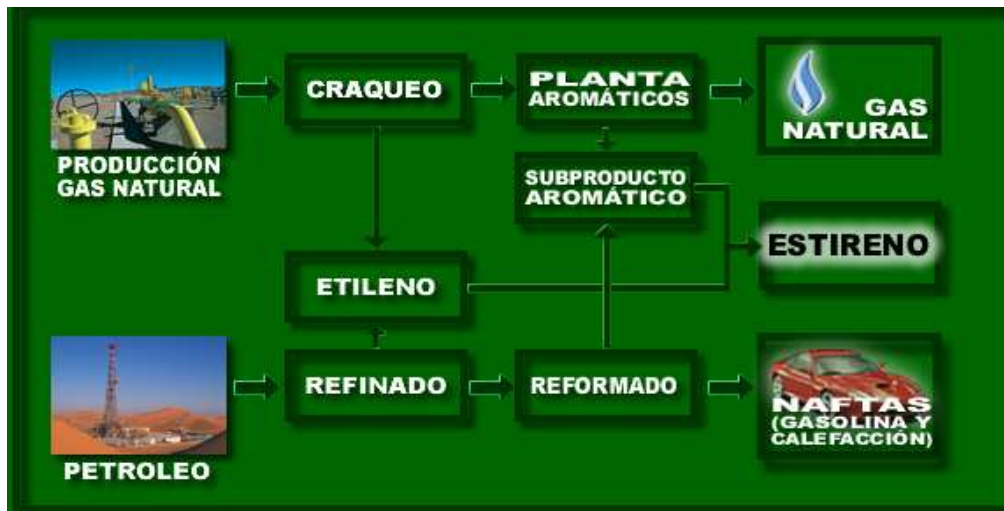 PRODUCCIÓN
GAS NATURAL
CRAQUEO
PLANTA
AROMÁTICOS
GAS
NATURAL
SUBPRODUCTO
AROMÁTICO
ESTIRENO
ETILENO
PETROLEO
REFINADO
REFORMADO
NAFTAS
(GASOLINA Y
CALEFACCIÓN)